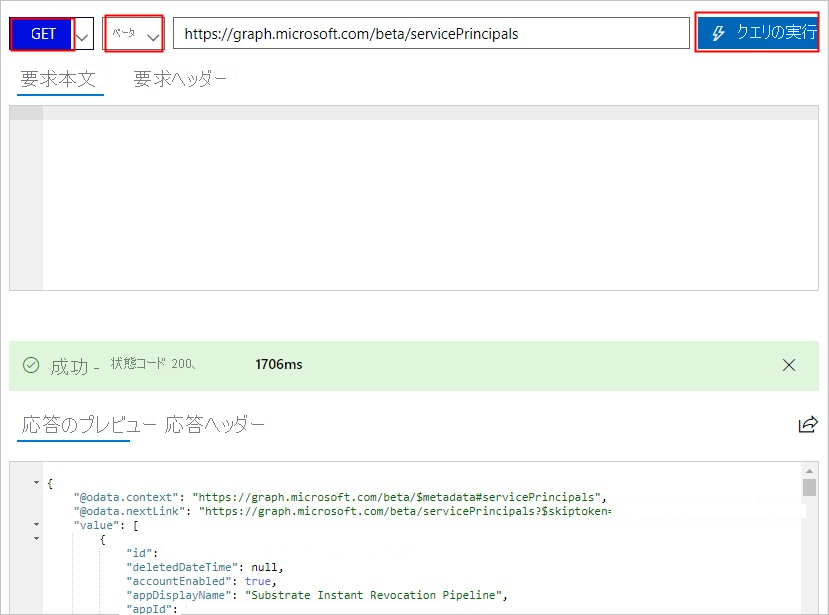 GET ベータ https://graph.microsoft.com/beta/servicePrincipals クエリの実行
要求本文 要求ヘッダー
成功 - 状態コード 200、 1706ms
応答のプレビュー 応答ヘッダー
{
"@odata.context": "https://graph.microsoft.com/beta/$metadata#servicePrincipals",
"@odata.nextLink": "https://graph.microsoft.com/beta/servicePrincipals?$skiptoken=
"value": [
{
"id":
"deletedDateTime": null,
"accountEnabled": true,
"appDisplayName": "Substrate Instant Revocation Pipeline",
"appId":